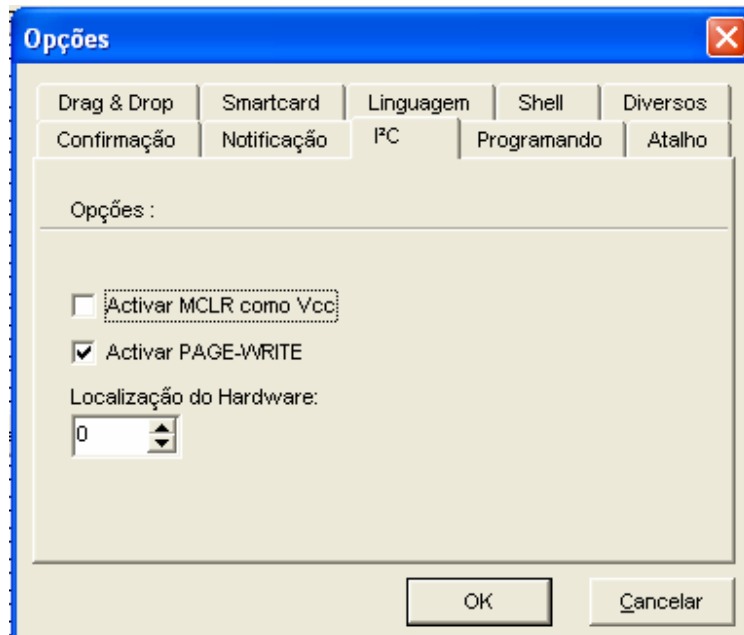 Opções
Drag & Drop Smartcard Linguagem Shell Diversos
Confirmação Notificação I²C Programando Atalho
Opções :
Activar MCLR como Vcc
Activar PAGE-WRITE
Localização do Hardware:
0
OK Cancelar